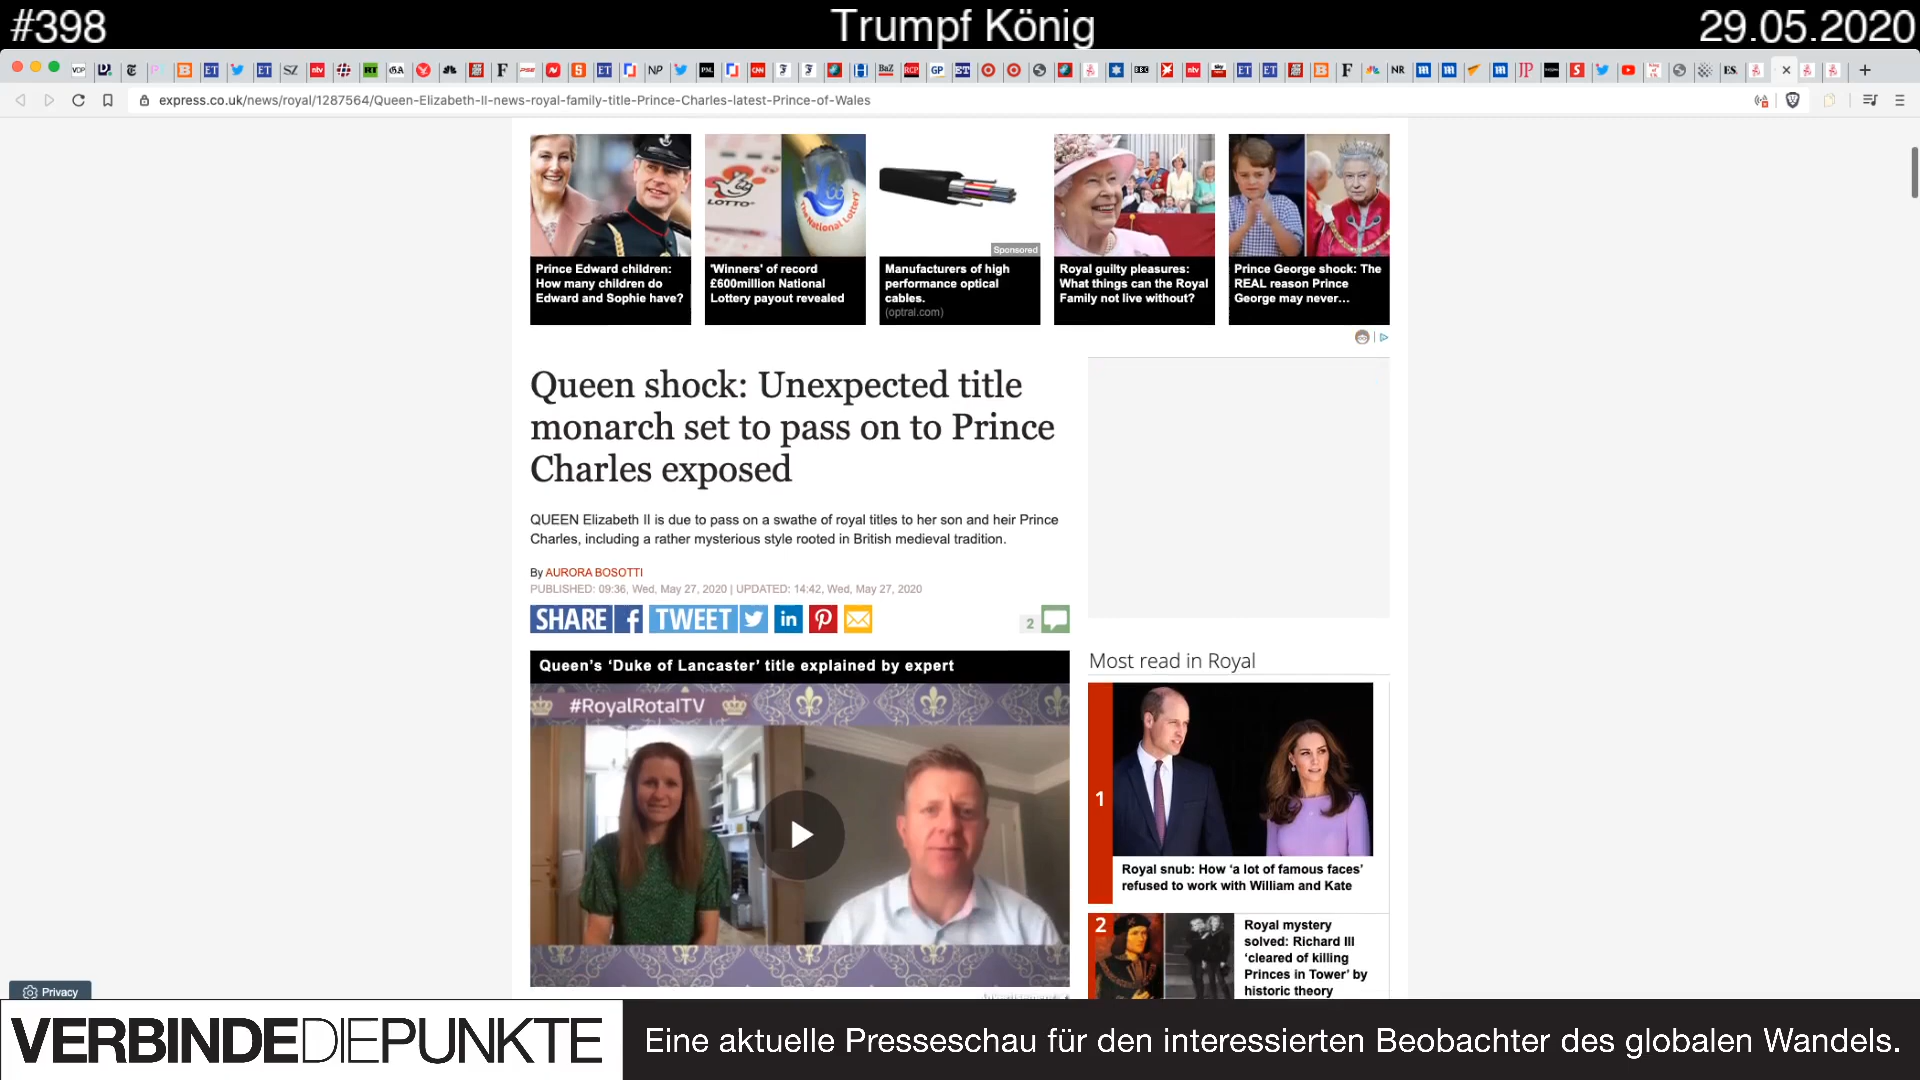 #398
Trumpf König
29.05.2020
express.co.uk/news/royal/1287564/Queen-Elizabeth-II-news-royal-family-title-Prince-Charles-latest-Prince-of-Wales
LOTTO
The National Lottery
Sponsored
Prince Edward children:
How many children do
Edward and Sophie have?
'Winners' of record
£600million National
Lottery payout revealed
Manufacturers of high
performance optical
cables.
(optral.com)
Royal guilty pleasures:
What things can the Royal
Family not live without?
Prince George shock: The
REAL reason Prince
George may never...
Queen shock: Unexpected title
monarch set to pass on to Prince
Charles exposed
QUEEN Elizabeth II is due to pass on a swathe of royal titles to her son and heir Prince
Charles, including a rather mysterious style rooted in British medieval tradition.
By AURORA BOSOTTI
PUBLISHED: 09:36, Wed, May 27, 2020 | UPDATED: 14:42, Wed, May 27, 2020
SHARE f TWEET in
2
Queen's 'Duke of Lancaster' title explained by expert
#RoyalRotaITV
Most read in Royal
1
Royal snub: How 'a lot of famous faces'
refused to work with William and Kate
2
Royal mystery
solved: Richard III
'cleared of killing
Princes in Tower' by
historic theory
Privacy
VERBINDEDIEPUNKTE
Eine aktuelle Presseschau für den interessierten Beobachter des globalen Wandels.